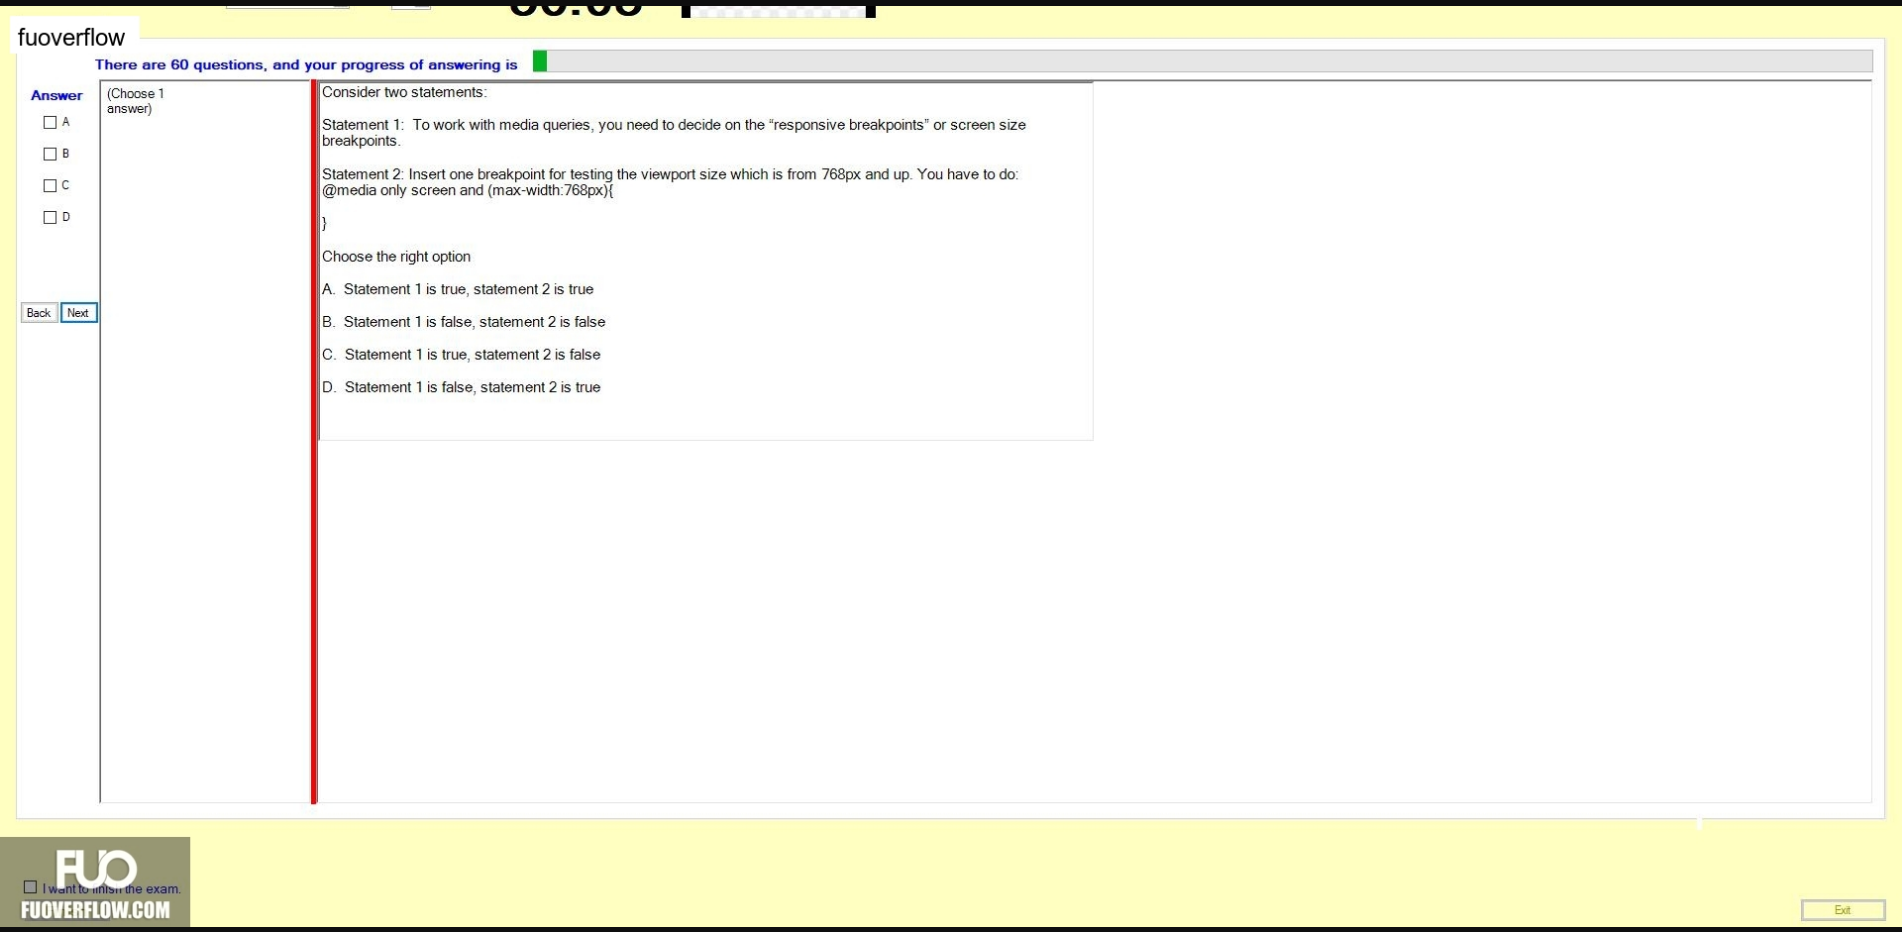 fuoverflow
There are 60 questions, and your progress of answering is
Answer
(Choose 1
answer)
A
B
C
D
Back
Next
Consider two statements:
Statement 1:  To work with media queries, you need to decide on the “responsive breakpoints” or screen size
breakpoints.
Statement 2: Insert one breakpoint for testing the viewport size which is from 768px and up. You have to do:
@media only screen and (max-width:768px){
}
Choose the right option
A.  Statement 1 is true, statement 2 is true
B.  Statement 1 is false, statement 2 is false
C.  Statement 1 is true, statement 2 is false
D.  Statement 1 is false, statement 2 is true
FUO
I want to finish the exam.
FUOVERFLOW.COM
Exit